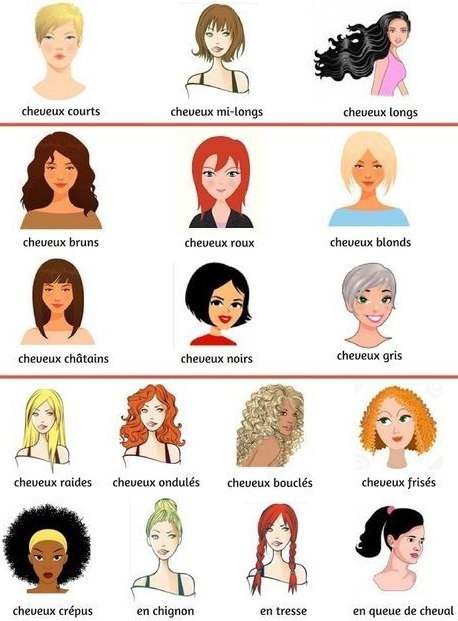 cheveux courts
cheveux mi-longs
cheveux longs
cheveux bruns
cheveux roux
cheveux blonds
cheveux châtains
cheveux noirs
cheveux gris
cheveux raides
cheveux ondulés
cheveux bouclés
cheveux frisés
cheveux crépus
en chignon
en tresse
en queue de cheval